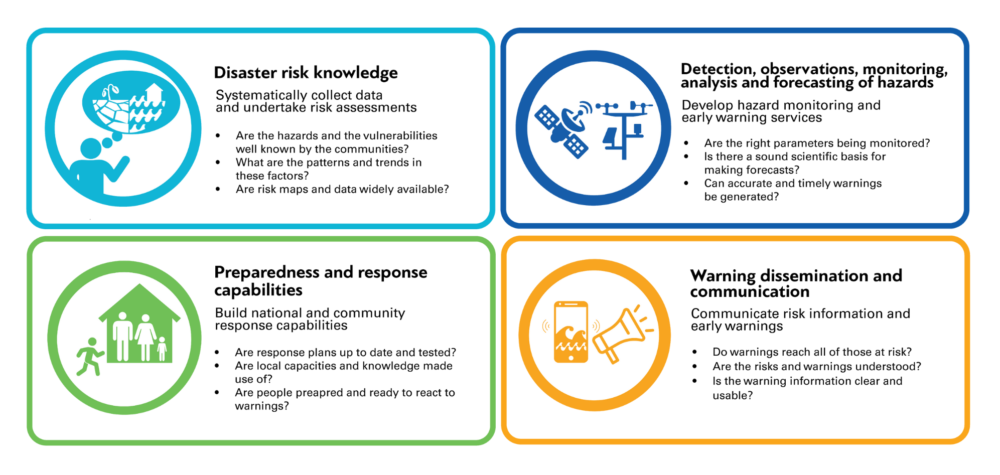 Disaster risk knowledge
Systematically collect data
and undertake risk assessments
• Are the hazards and the vulnerabilities
well known by the communities?
• What are the patterns and trends in
these factors?
• Are risk maps and data widely available?
Detection, observations, monitoring,
analysis and forecasting of hazards
Develop hazard monitoring and
early warning services
• Are the right parameters being monitored?
• Is there a sound scientific basis for
making forecasts?
• Can accurate and timely warnings
be generated?
Preparedness and response
capabilities
Build national and community
response capabilities
• Are response plans up to date and tested?
• Are local capacities and knowledge made
use of?
• Are people preapred and ready to react to
warnings?
Warning dissemination and
communication
Communicate risk information and
early warnings
• Do warnings reach all of those at risk?
• Are the risks and warnings understood?
• Is the warning information clear and
usable?